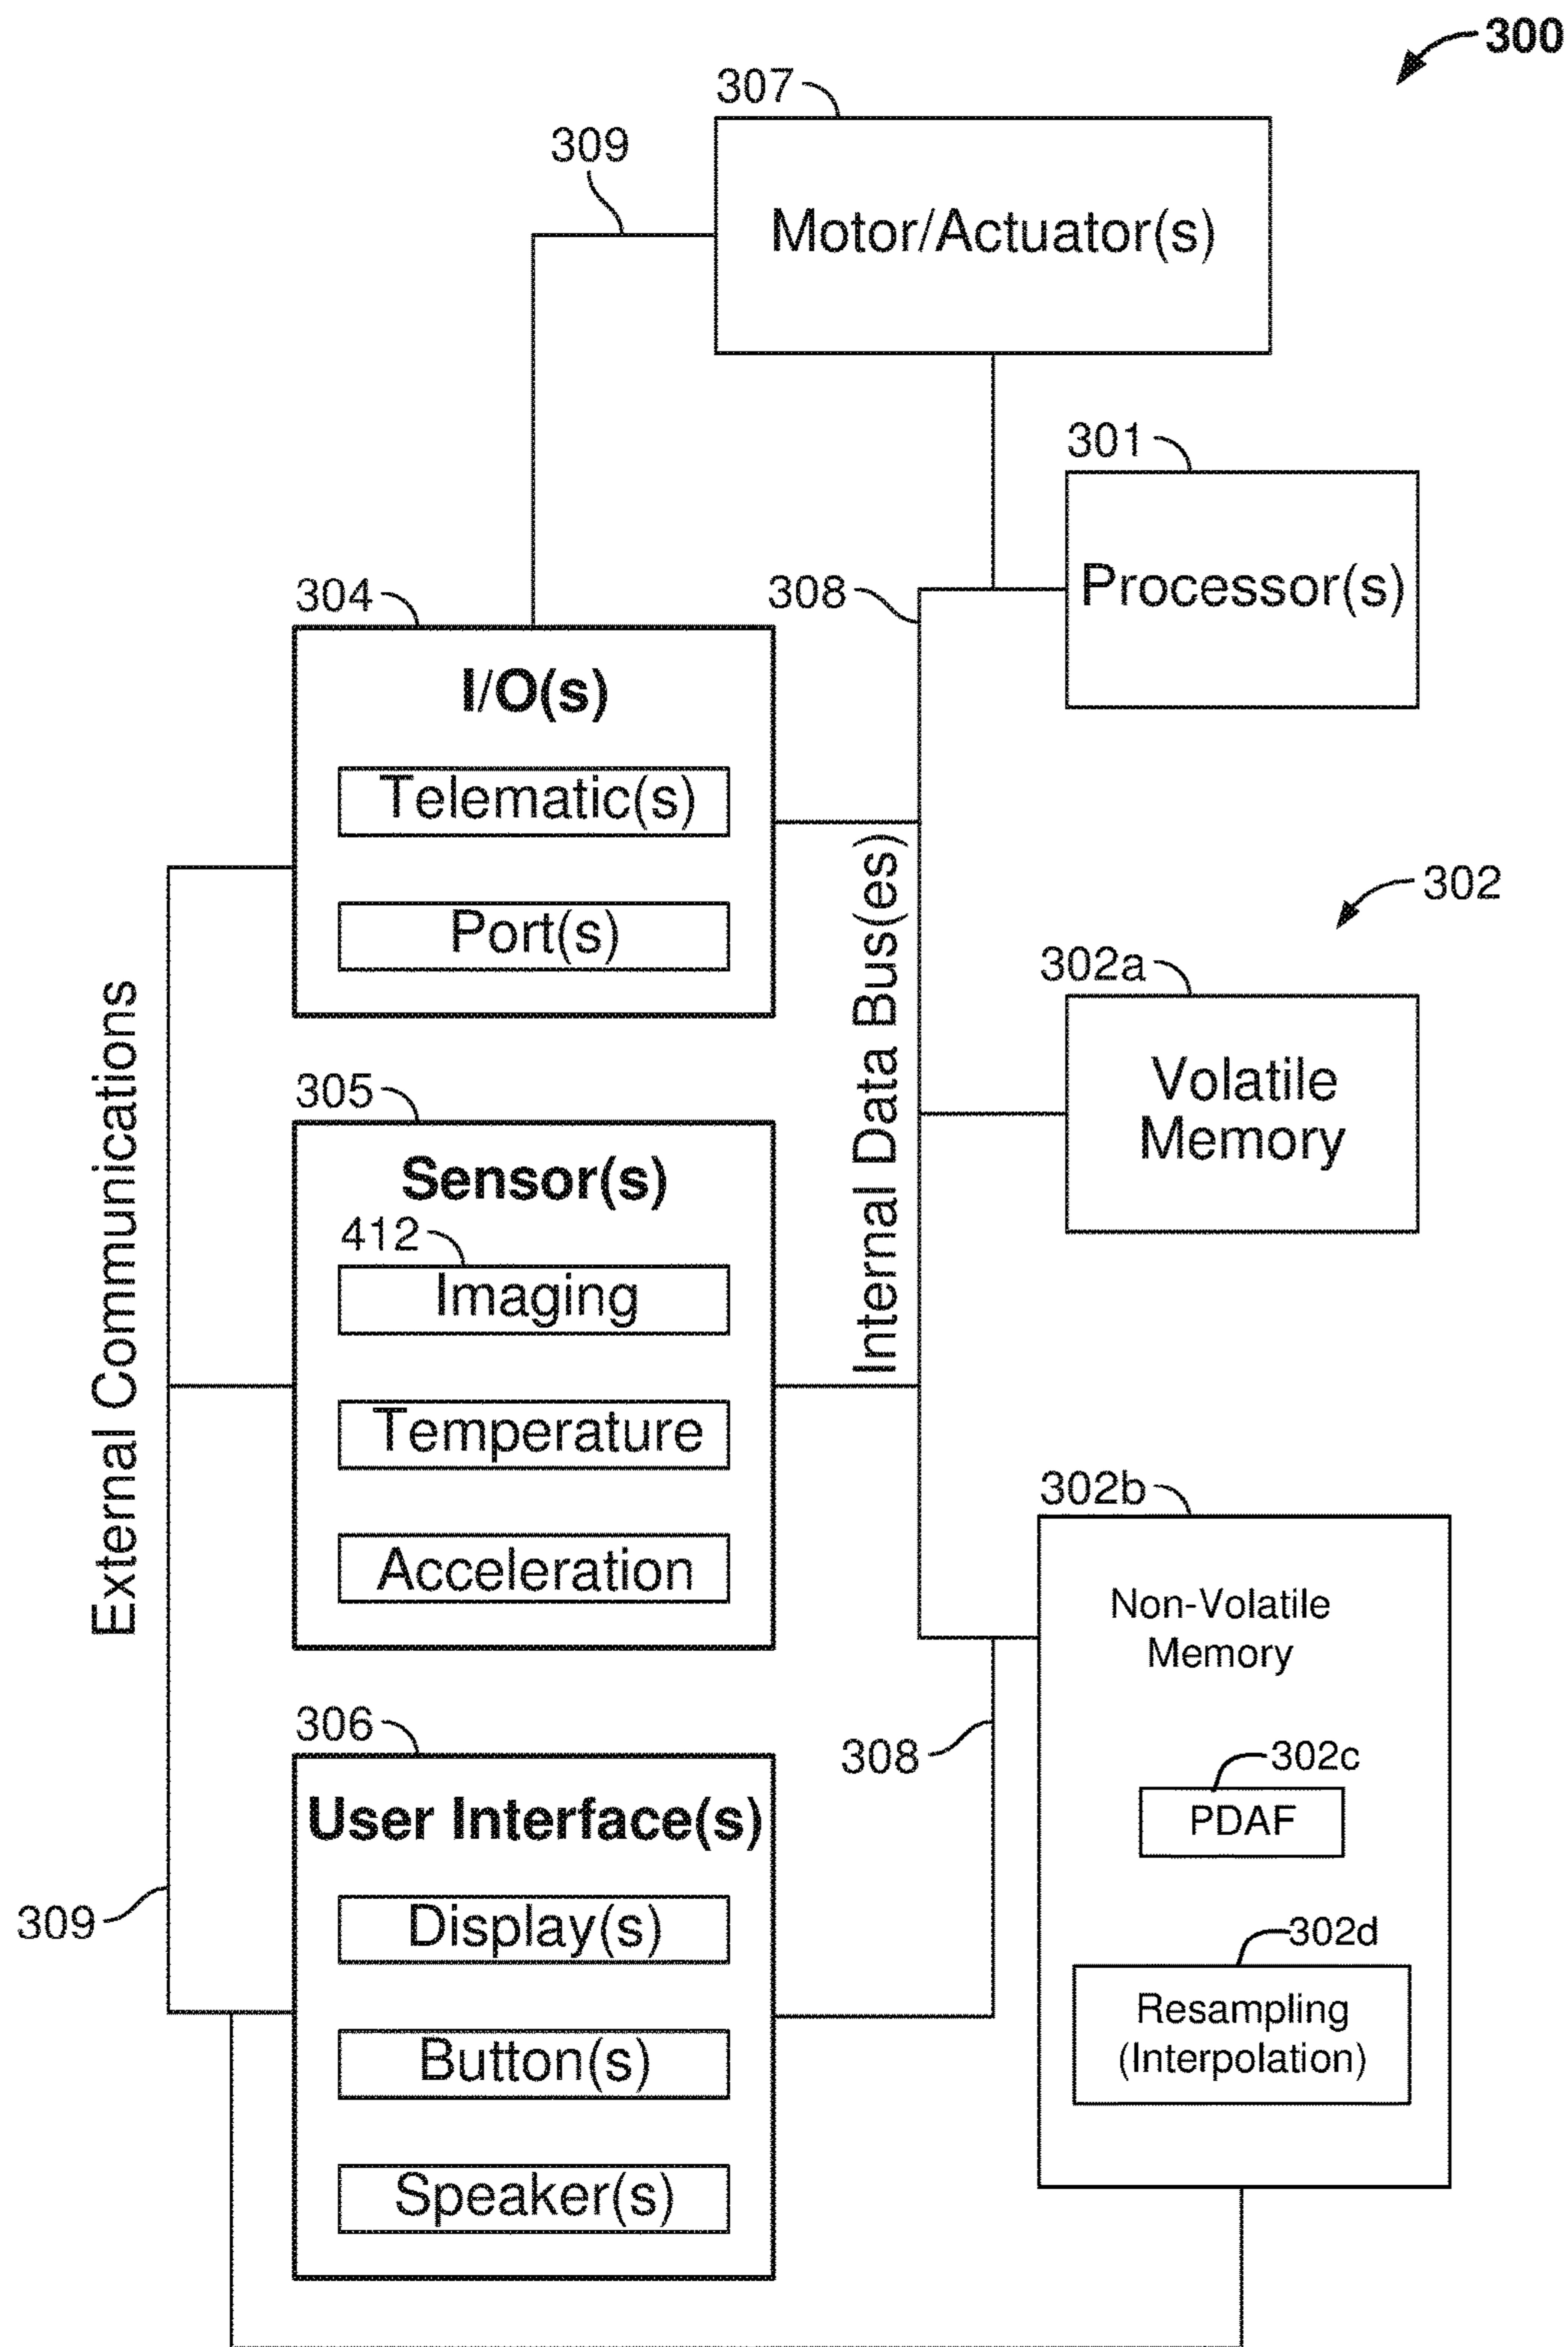 300
307
309
Motor/Actuator(s)
301
Processor(s)
304
308
I/O(s)
Telematic(s)
Port(s)
Internal Data Bus(es)
302
302a
Volatile
Memory
External Communications
305
Sensor(s)
412
Imaging
Temperature
Acceleration
302b
Non-Volatile
Memory
306
308
302c
PDAF
User Interface(s)
309
Display(s)
302d
Resampling
(Interpolation)
Button(s)
Speaker(s)